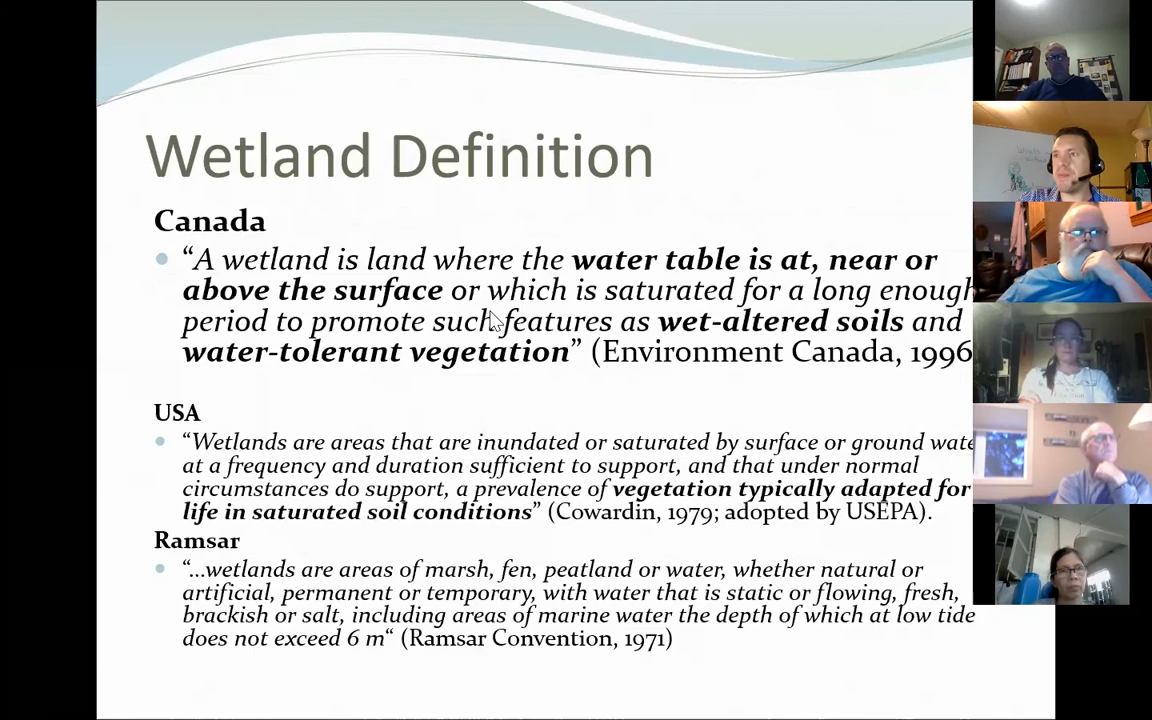 Wetland Definition
Canada
“A wetland is land where the water table is at, near or
above the surface or which is saturated for a long enough
period to promote such features as wet-altered soils and
water-tolerant vegetation” (Environment Canada, 1996
USA
“Wetlands are areas that are inundated or saturated by surface or ground wate
at a frequency and duration sufficient to support, and that under normal
circumstances do support, a prevalence of vegetation typically adapted for
life in saturated soil conditions” (Cowardin, 1979; adopted by USEPA).
Ramsar
“...wetlands are areas of marsh, fen, peatland or water, whether natural or
artificial, permanent or temporary, with water that is static or flowing, fresh,
brackish or salt, including areas of marine water the depth of which at low tide
does not exceed 6 m“ (Ramsar Convention, 1971)